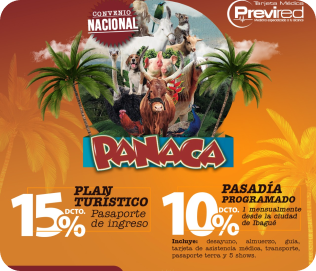 CONVENIO
NACIONAL
Tarjeta Médica
Previred
PANACA
15%
DCTO.
PLAN
TURÍSTICO
Pasaporte
de ingreso
10%
DCTO.
PASADÍA
PROGRAMADO
1 mensualmente
desde la ciudad
de Ibagué
Incluye: desayuno, almuerzo, guía,
tarjeta de asistencia médica, transporte,
pasaporte terra y 5 shows.